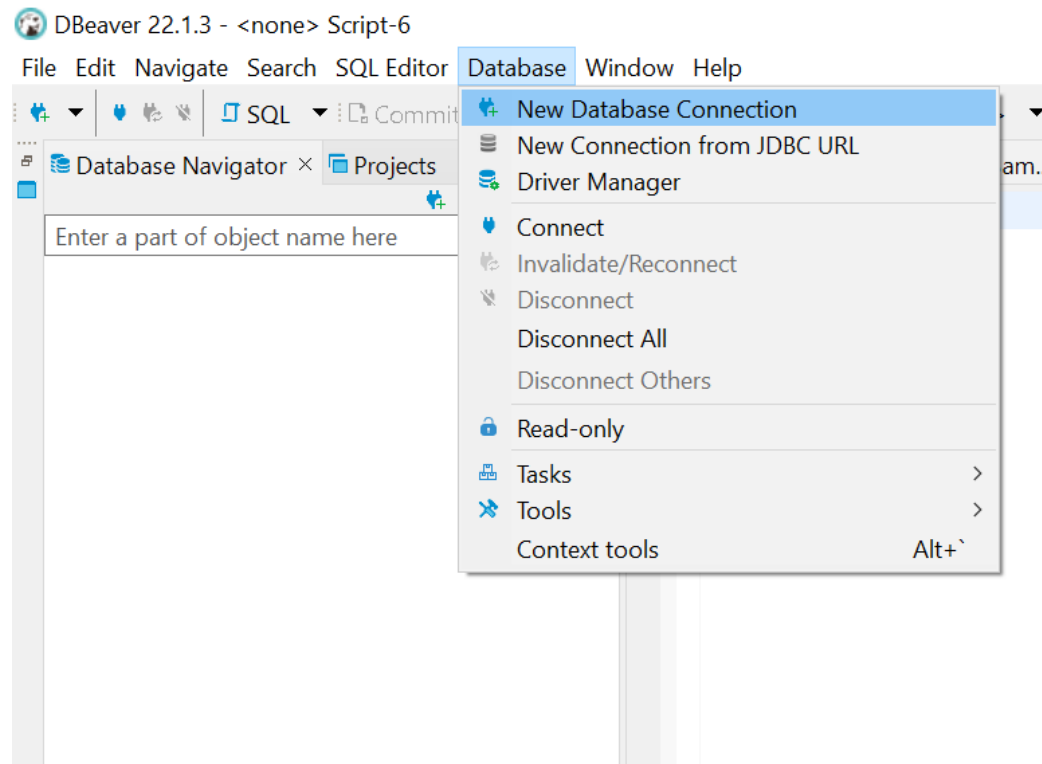 DBeaver 22.1.3 - <none> Script-6
File Edit Navigate Search SQL Editor Database Window Help
SQL Commit
Database Navigator Projects
Enter a part of object name here
New Database Connection
New Connection from JDBC URL
Driver Manager
Connect
Invalidate/Reconnect
Disconnect
Disconnect All
Disconnect Others
Read-only
Tasks
Tools
Context tools Alt+`
am.